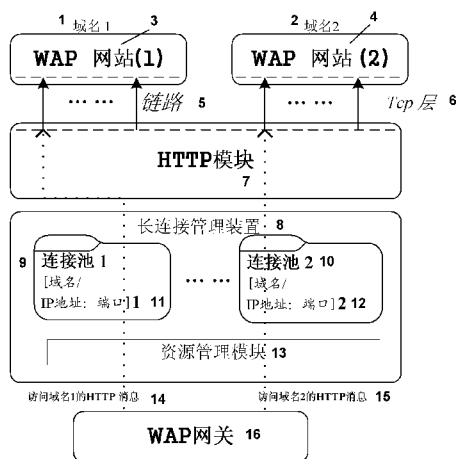 1 域名1
3
2 域名2
4
WAP 网站(1)
WAP 网站(2)
…… 链路 5
…… Tcp层 6
HTTP模块
7
长连接管理装置 8
9 连接池 1
[域名/
IP地址: 端口]1 11
……
连接池 2 10
[域名/
IP地址: 端口]2 12
资源管理模块 13
访问域名1的HTTP消息 14
访问域名2的HTTP消息 15
WAP网关 16